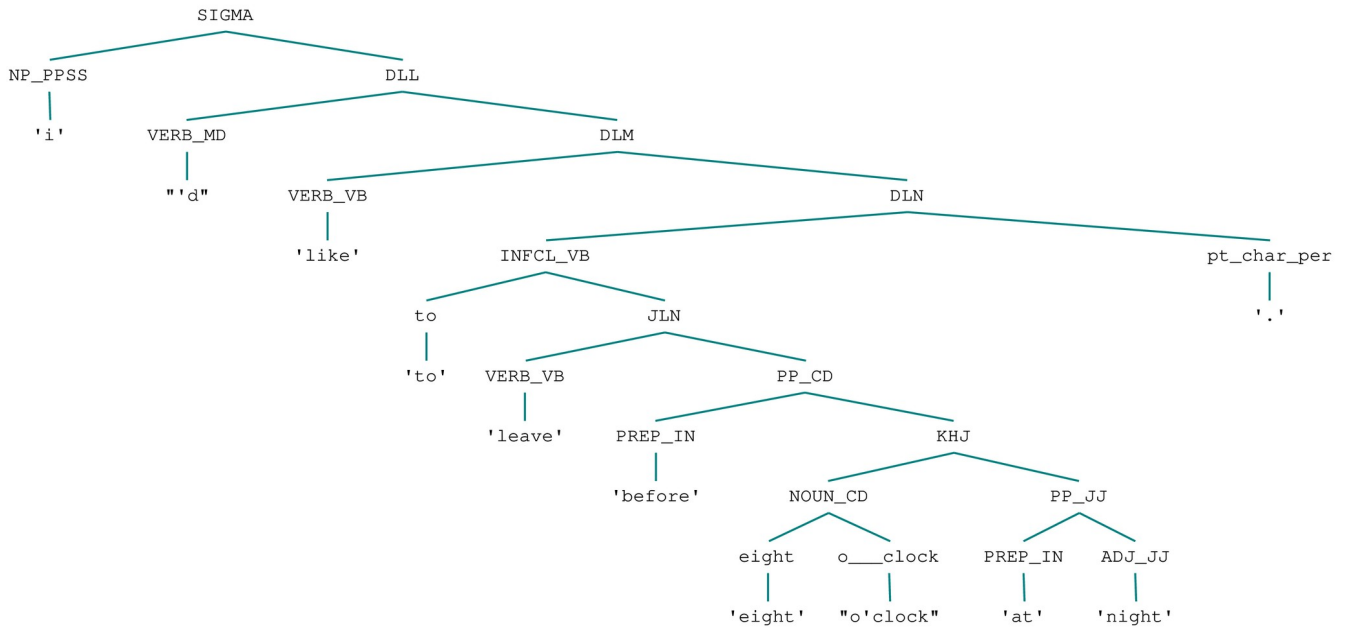 SIGMA
NP_PPSS DLL
'i' VERB_MD DLM
"'d" VERB_VB DLN
'like' INFCL_VB pt_char_per
to JLN '.'
'to' VERB_VB PP_CD
'leave' PREP_IN KHJ
'before' NOUN_CD PP_JJ
eight o___clock PREP_IN ADJ_JJ
'eight' "o'clock" 'at' 'night'